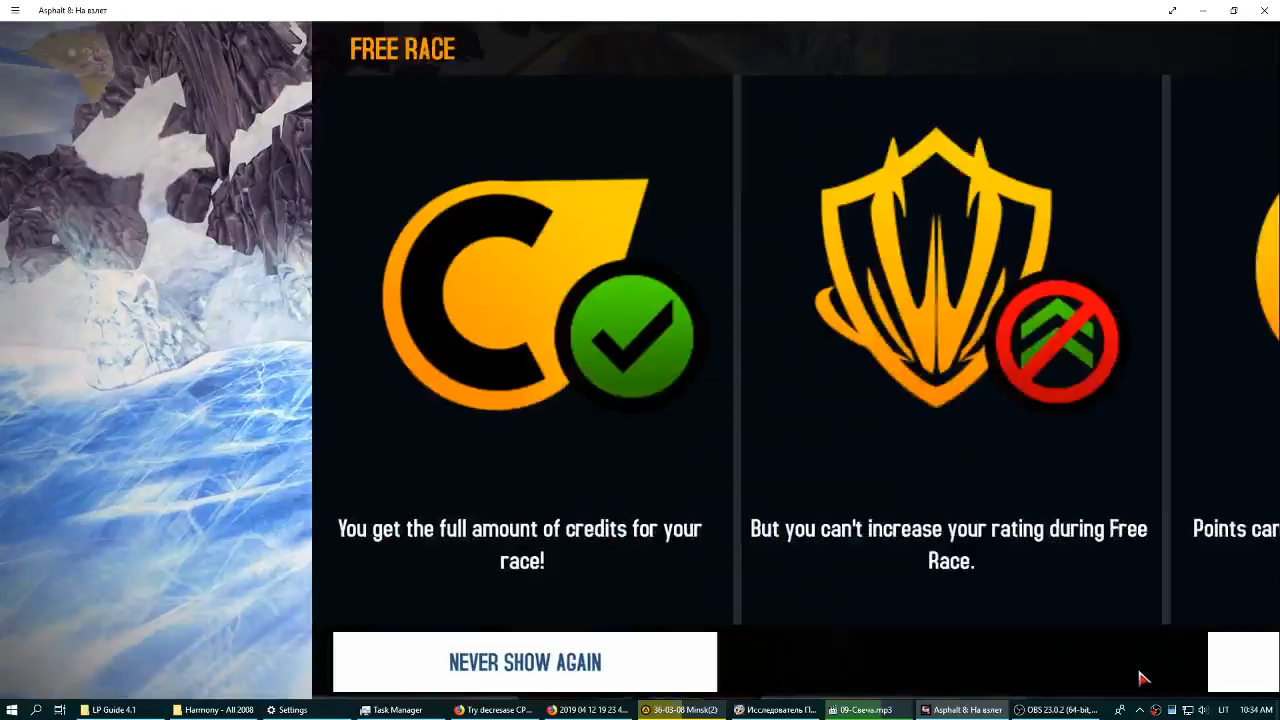 Asphalt 8: На взлет
FREE RACE
You get the full amount of credits for your
race!
But you can't increase your rating during Free
Race.
Points can
NEVER SHOW AGAIN
LP Guide 4.1
Harmony - All 2008
Settings
Task Manager
Try decrease CP...
2019 04 12 19 23 4...
36-03-08 Minsk(2)
Исследователь П...
09-Свеча.mp3
Asphalt 8: На взлет
OBS 23.0.2 (64-bit,...
LIT
10:34 AM